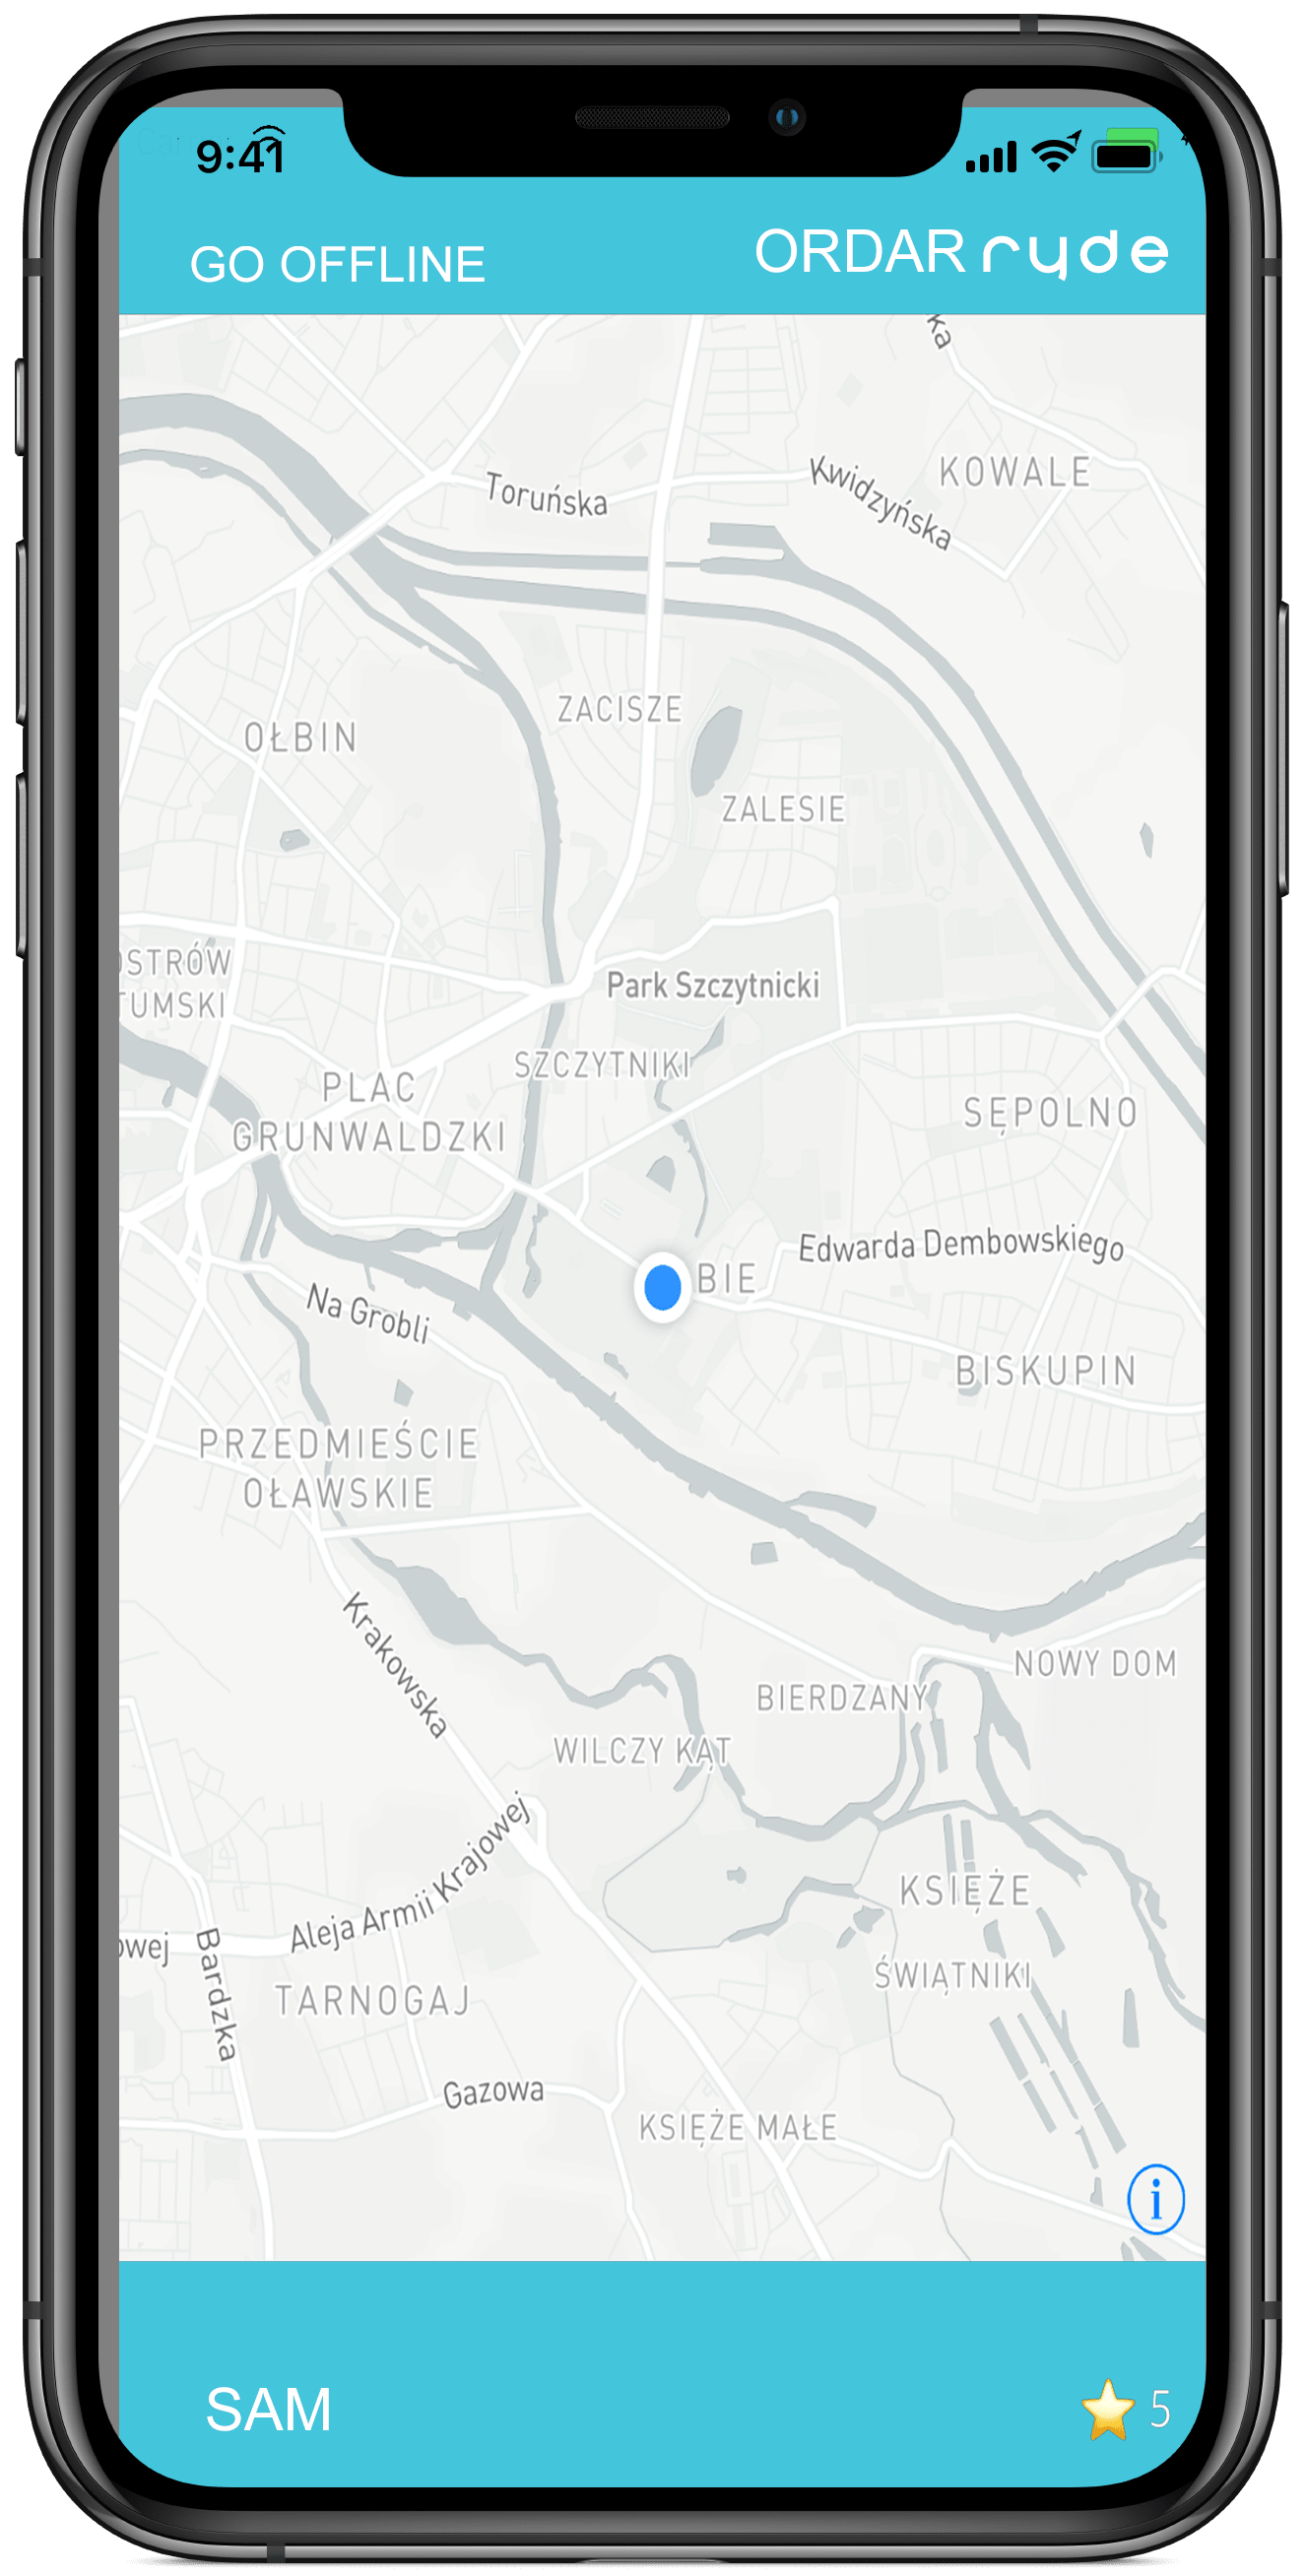 9:41
GO OFFLINE
ORDAR ryde
ka
KOWALE
Toruńska
Kwidzyńska
ZACISZE
OŁBIN
ZALESIE
OSTRÓW
TUMSKI
Park Szczytnicki
SZCZYTNIKI
PLAC
GRUNWALDZKI
SĘPOLNO
Edwarda Dembowskiego
BIE
Na Grobli
BISKUPIN
PRZEDMIEŚCIE
OŁAWSKIE
Krakowska
NOWY DOM
BIERDZANY
WILCZY KĄT
Aleja Armii Krajowej
KSIĘŻE
owej
Bardzka
ŚWIĄTNIKI
TARNOGAJ
Gazowa
KSIĘŻE MAŁE
i
SAM
5